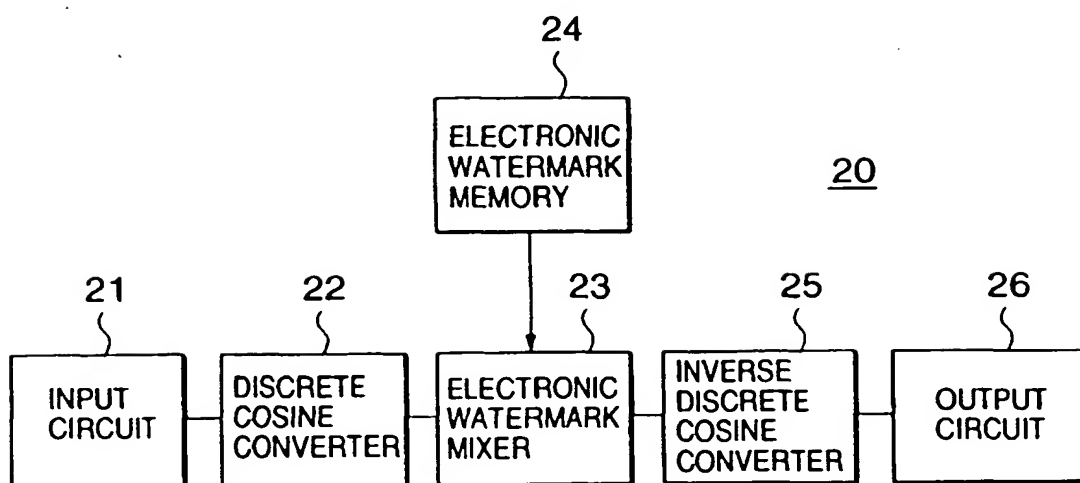 24
ELECTRONIC
WATERMARK
MEMORY
20
21
22
23
25
26
INPUT
CIRCUIT
DISCRETE
COSINE
CONVERTER
ELECTRONIC
WATERMARK
MIXER
INVERSE
DISCRETE
COSINE
CONVERTER
OUTPUT
CIRCUIT